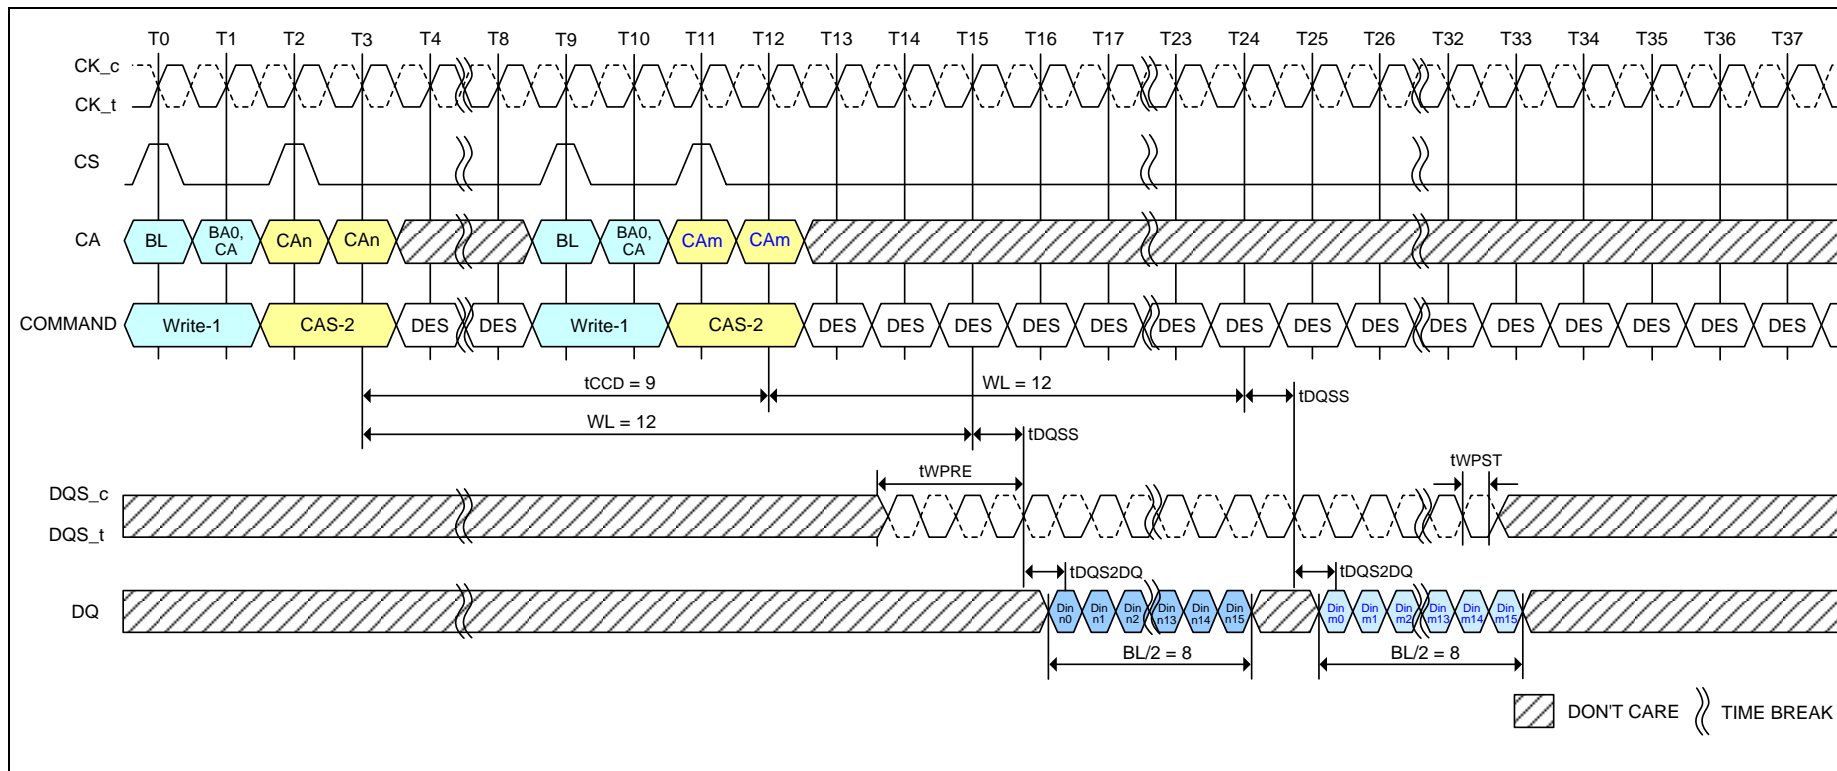 T0 T1 T2 T3 T4 T8 T9 T10 T11 T12 T13 T14 T15 T16 T17 T23 T24 T25 T26 T32 T33 T34 T35 T36 T37
CK_c
CK_t
CS
CA
BL
BA0,
CA
CAn
CAn
BL
BA0,
CA
CAm
CAm
COMMAND
Write-1
CAS-2
DES
DES
Write-1
CAS-2
DES DES DES DES DES DES DES DES DES DES DES DES DES DES DES
tCCD = 9
WL = 12
tDQSS
WL = 12
tDQSS
tWPRE
tWPST
DQS_c
DQS_t
tDQS2DQ
tDQS2DQ
DQ
Din
n0
Din
n1
Din
n2
Din
n13
Din
n14
Din
n15
Din
m0
Din
m1
Din
m2
Din
m13
Din
m14
Din
m15
BL/2 = 8
BL/2 = 8
DON'T CARE
TIME BREAK